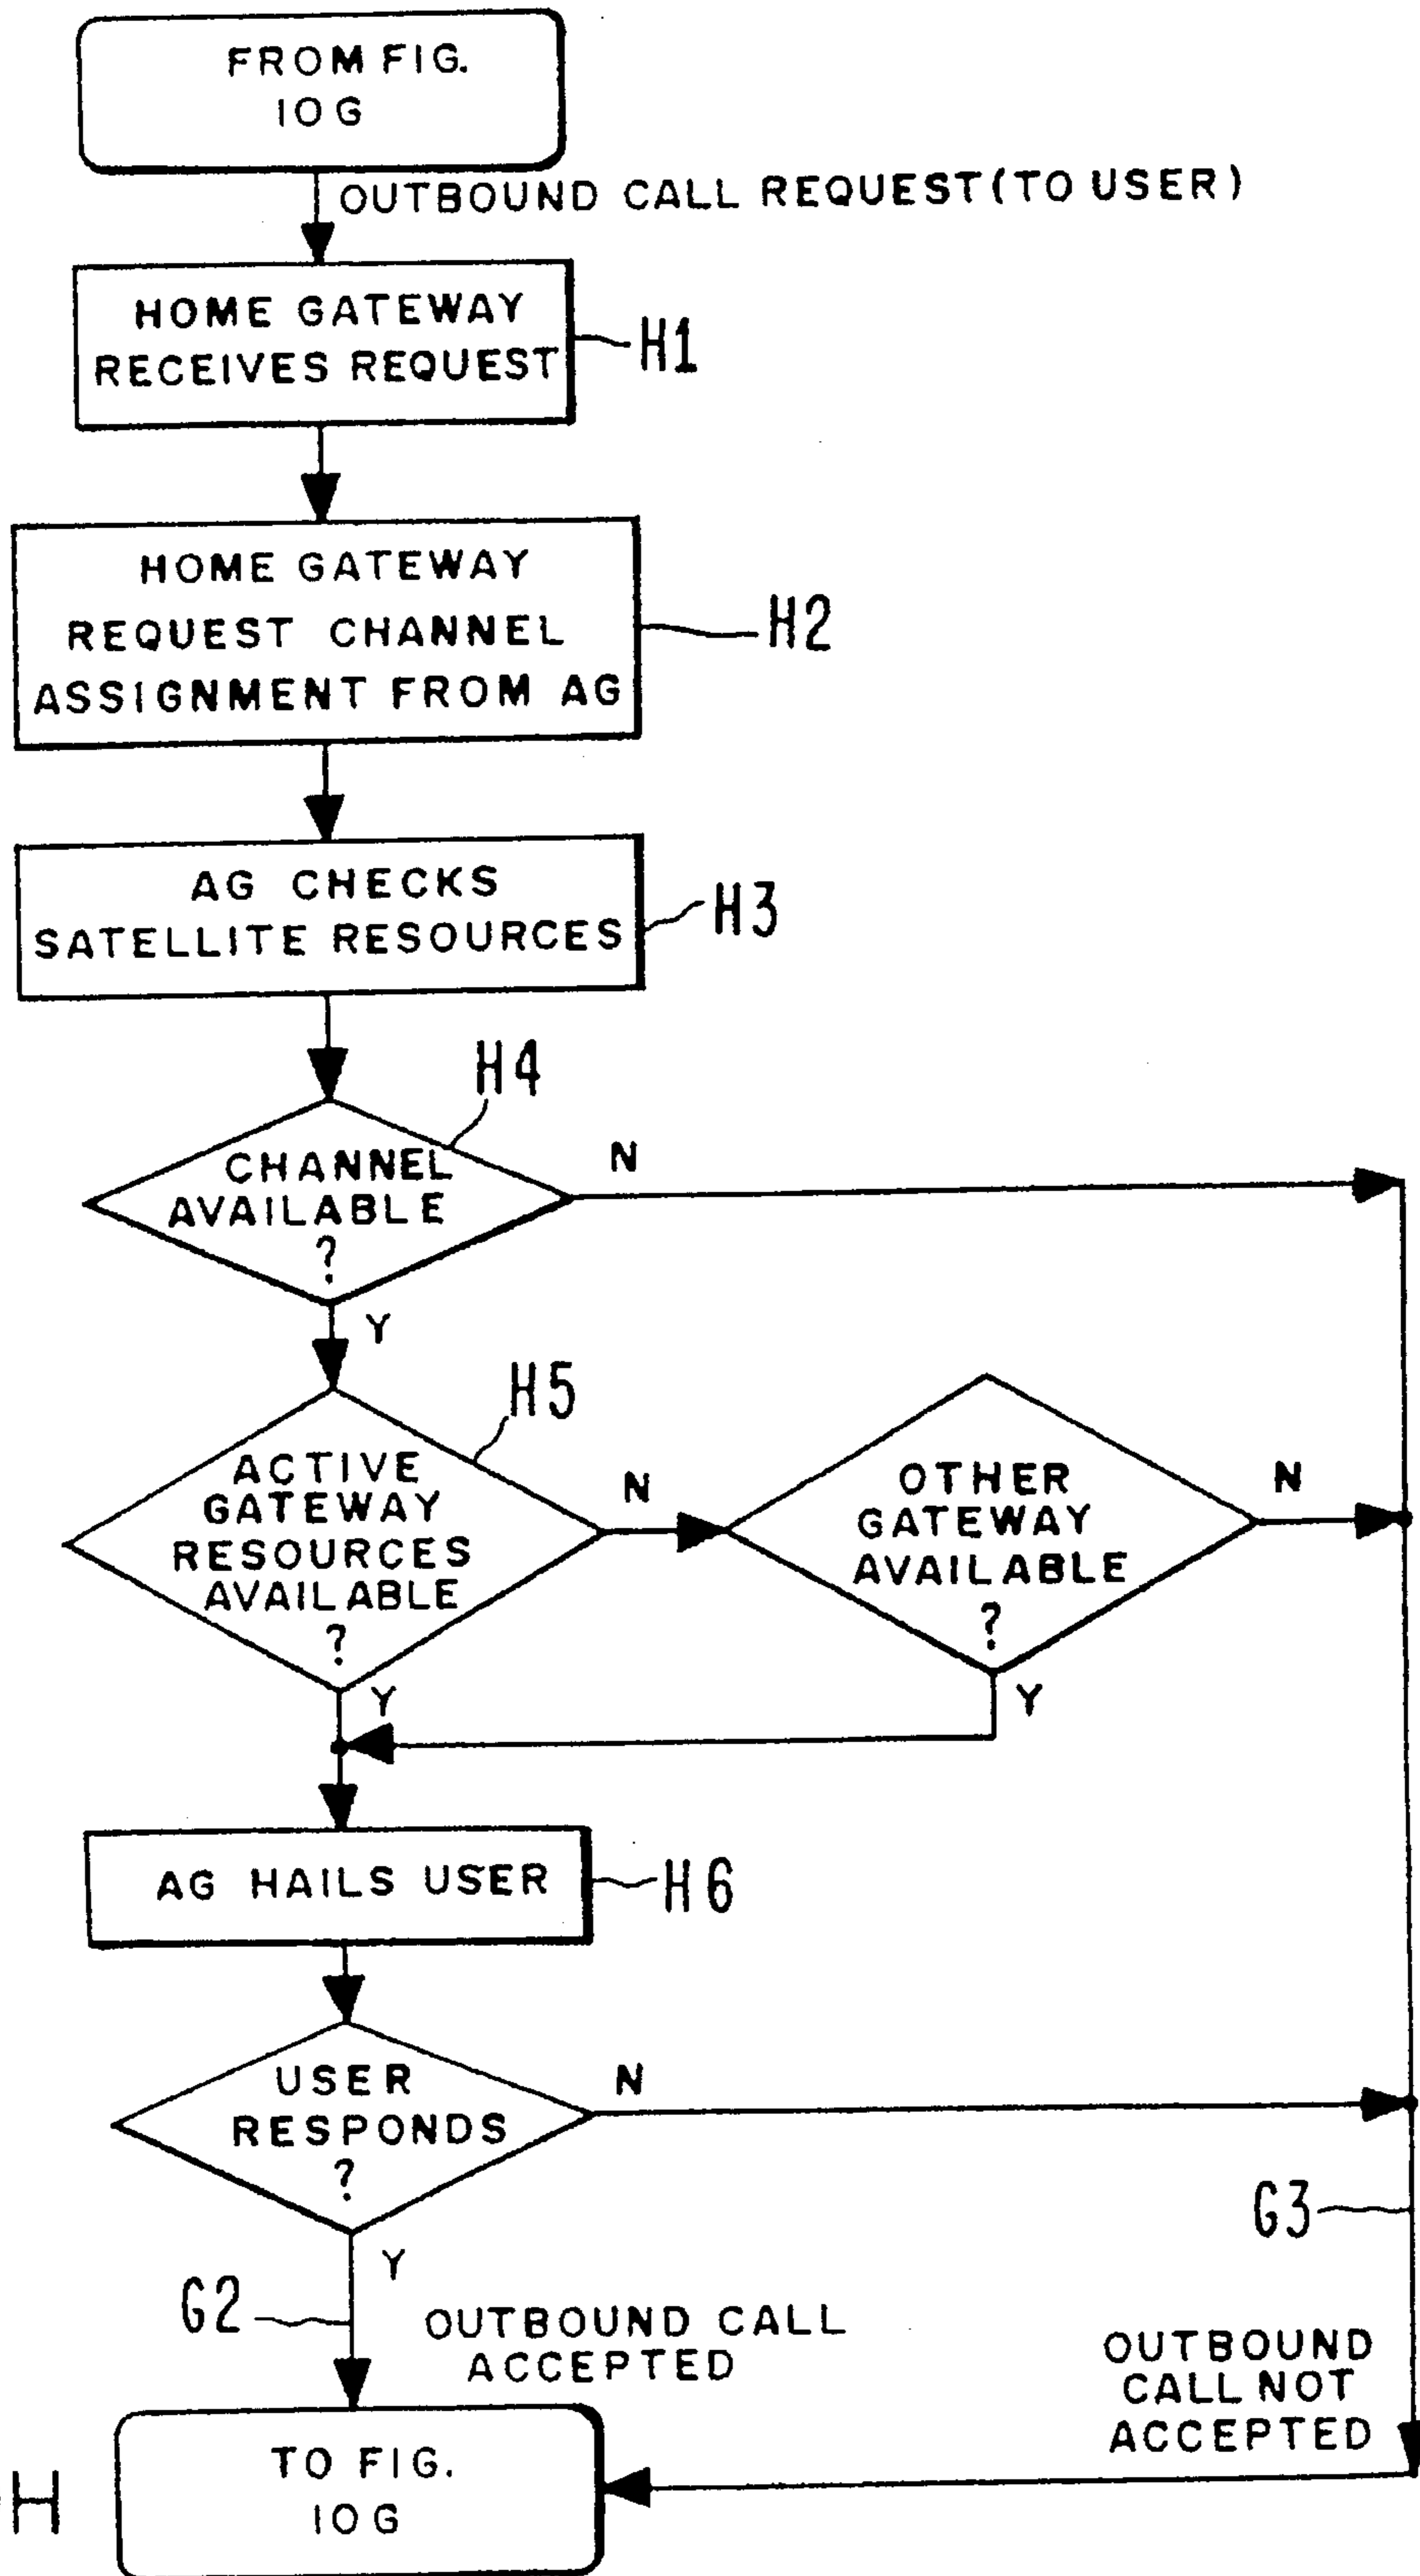 FROM FIG.
10G
OUTBOUND CALL REQUEST (TO USER)
HOME GATEWAY
RECEIVES REQUEST
H1
HOME GATEWAY
REQUEST CHANNEL
ASSIGNMENT FROM AG
H2
AG CHECKS
SATELLITE RESOURCES
H3
H4
CHANNEL
AVAILABLE
?
N
Y
H5
ACTIVE
GATEWAY
RESOURCES
AVAILABLE
?
N
Y
OTHER
GATEWAY
AVAILABLE
?
N
Y
AG HAILS USER
H6
USER
RESPONDS
?
N
Y
G3
G2
OUTBOUND CALL
ACCEPTED
OUTBOUND
CALL NOT
ACCEPTED
TO FIG.
10G
H